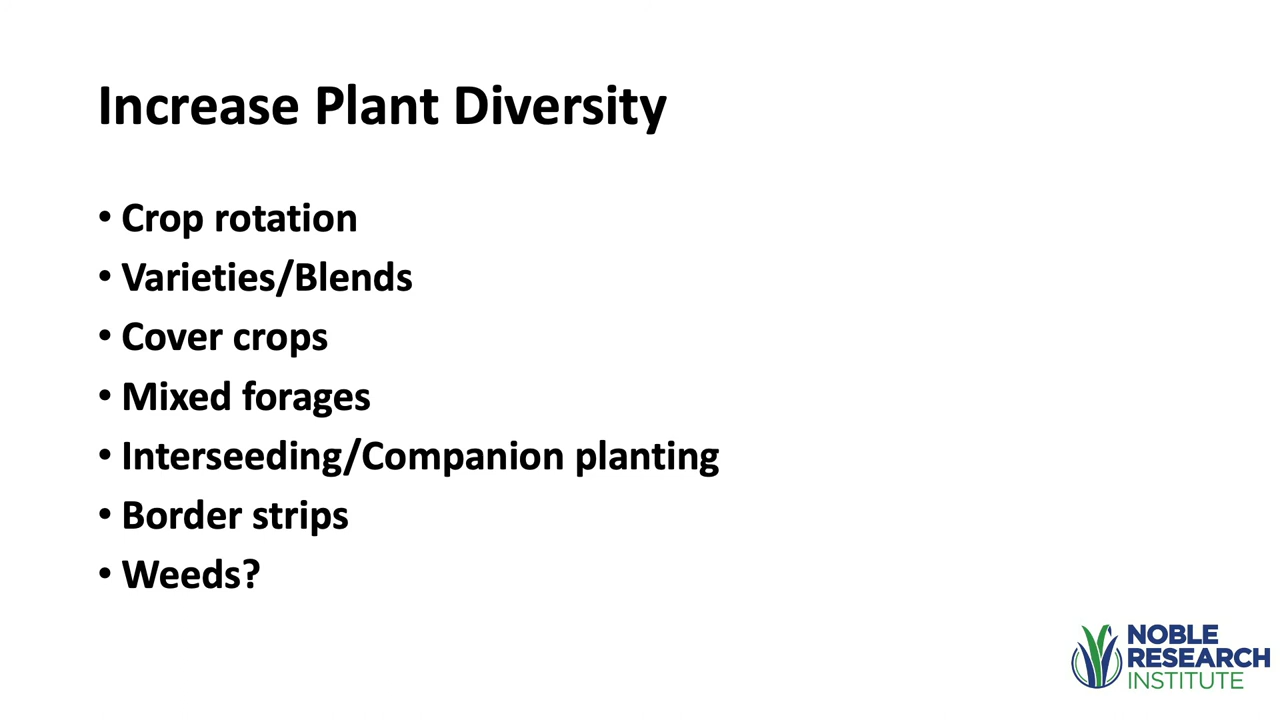 Increase Plant Diversity
• Crop rotation
• Varieties/Blends
• Cover crops
• Mixed forages
• Interseeding/Companion planting
• Border strips
• Weeds?
NOBLE
RESEARCH
INSTITUTE